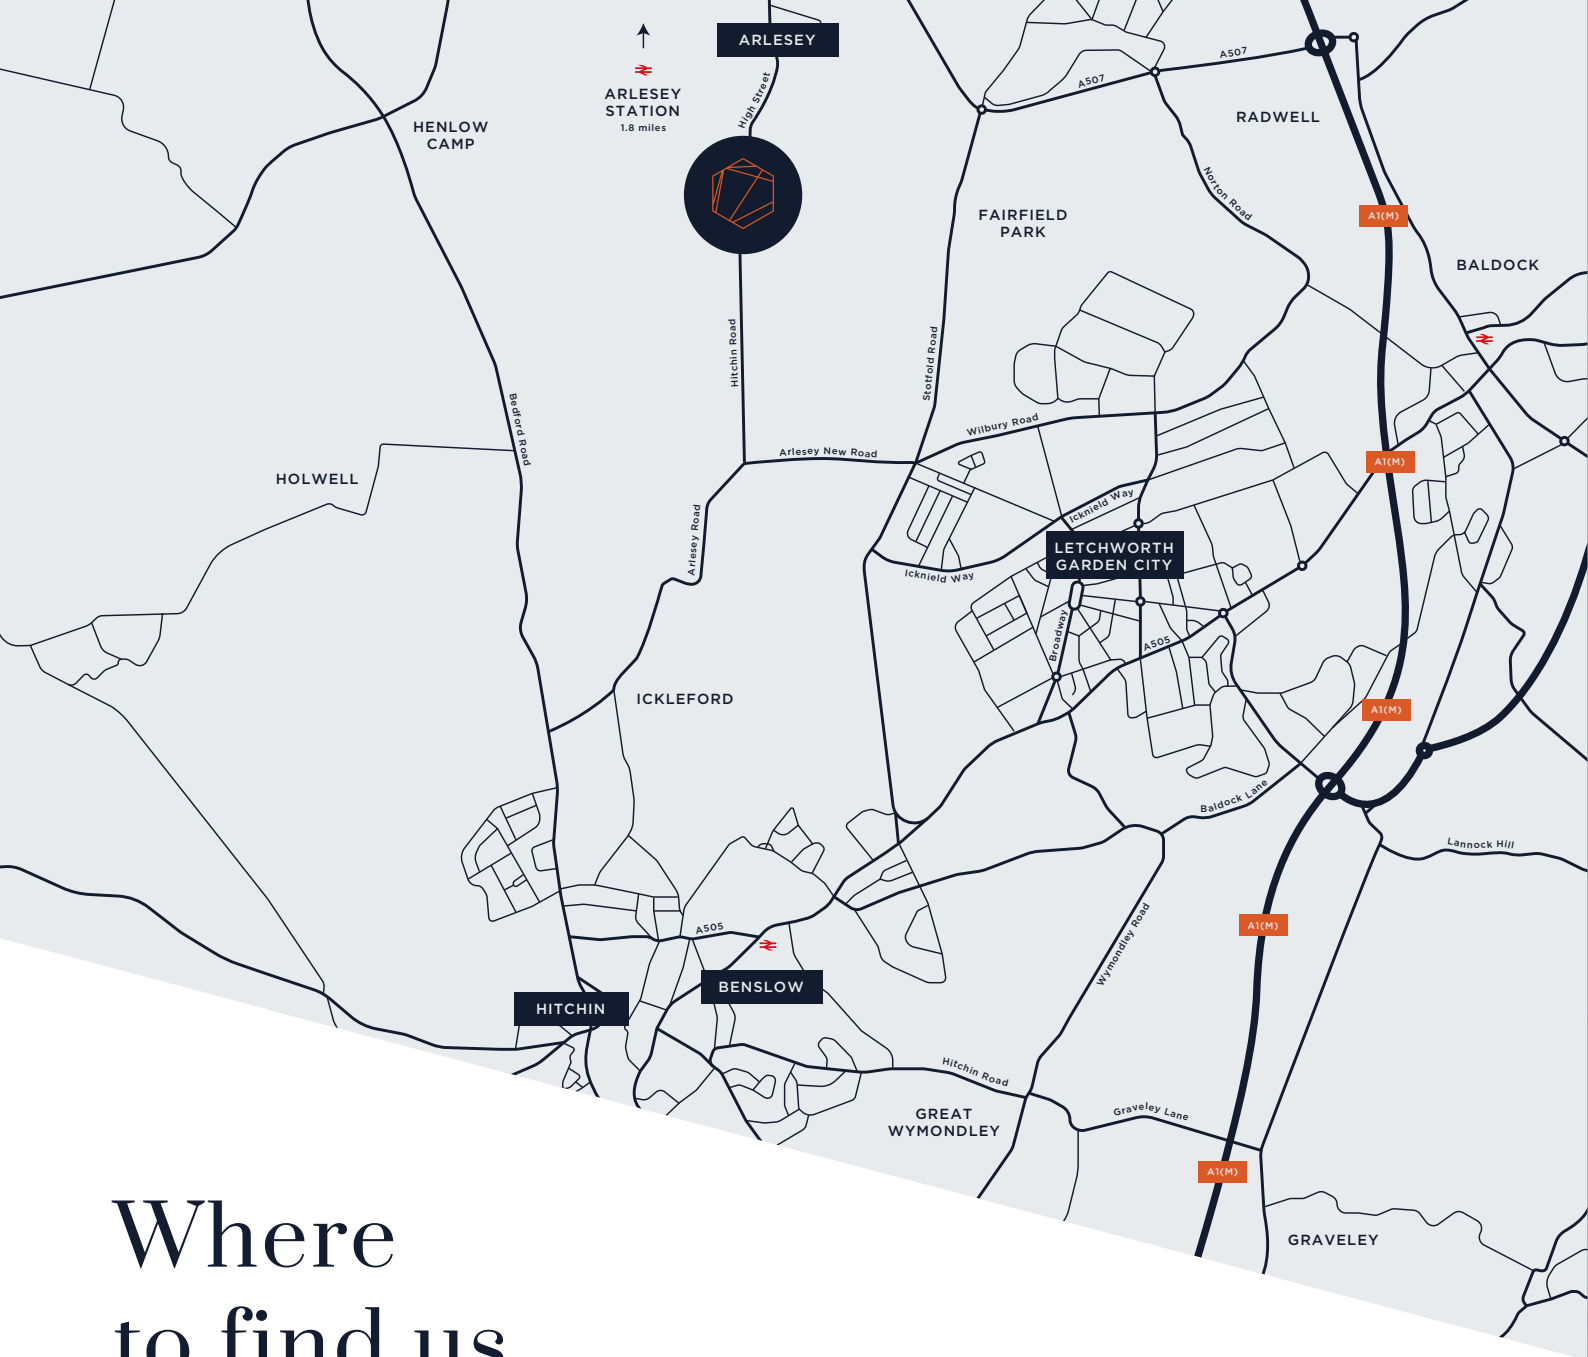 ARLESEY
A507
A507
High Street
ARLESEY
STATION
1.8 miles
HENLOW
CAMP
RADWELL
Norton Road
FAIRFIELD
PARK
A1(M)
BALDOCK
Hitchin Road
Stotfold Road
Bedford Road
Wilbury Road
Arlesey New Road
A1(M)
HOLWELL
Icknield Way
Arlesey Road
LETCHWORTH
GARDEN CITY
Icknield Way
Broadway
A505
ICKLEFORD
A1(M)
Baldock Lane
Lannock Hill
A505
Wymondley Road
A1(M)
BENSLOW
HITCHIN
Hitchin Road
GREAT
WYMONDLEY
Graveley Lane
A1(M)
GRAVELEY
Where
to find us